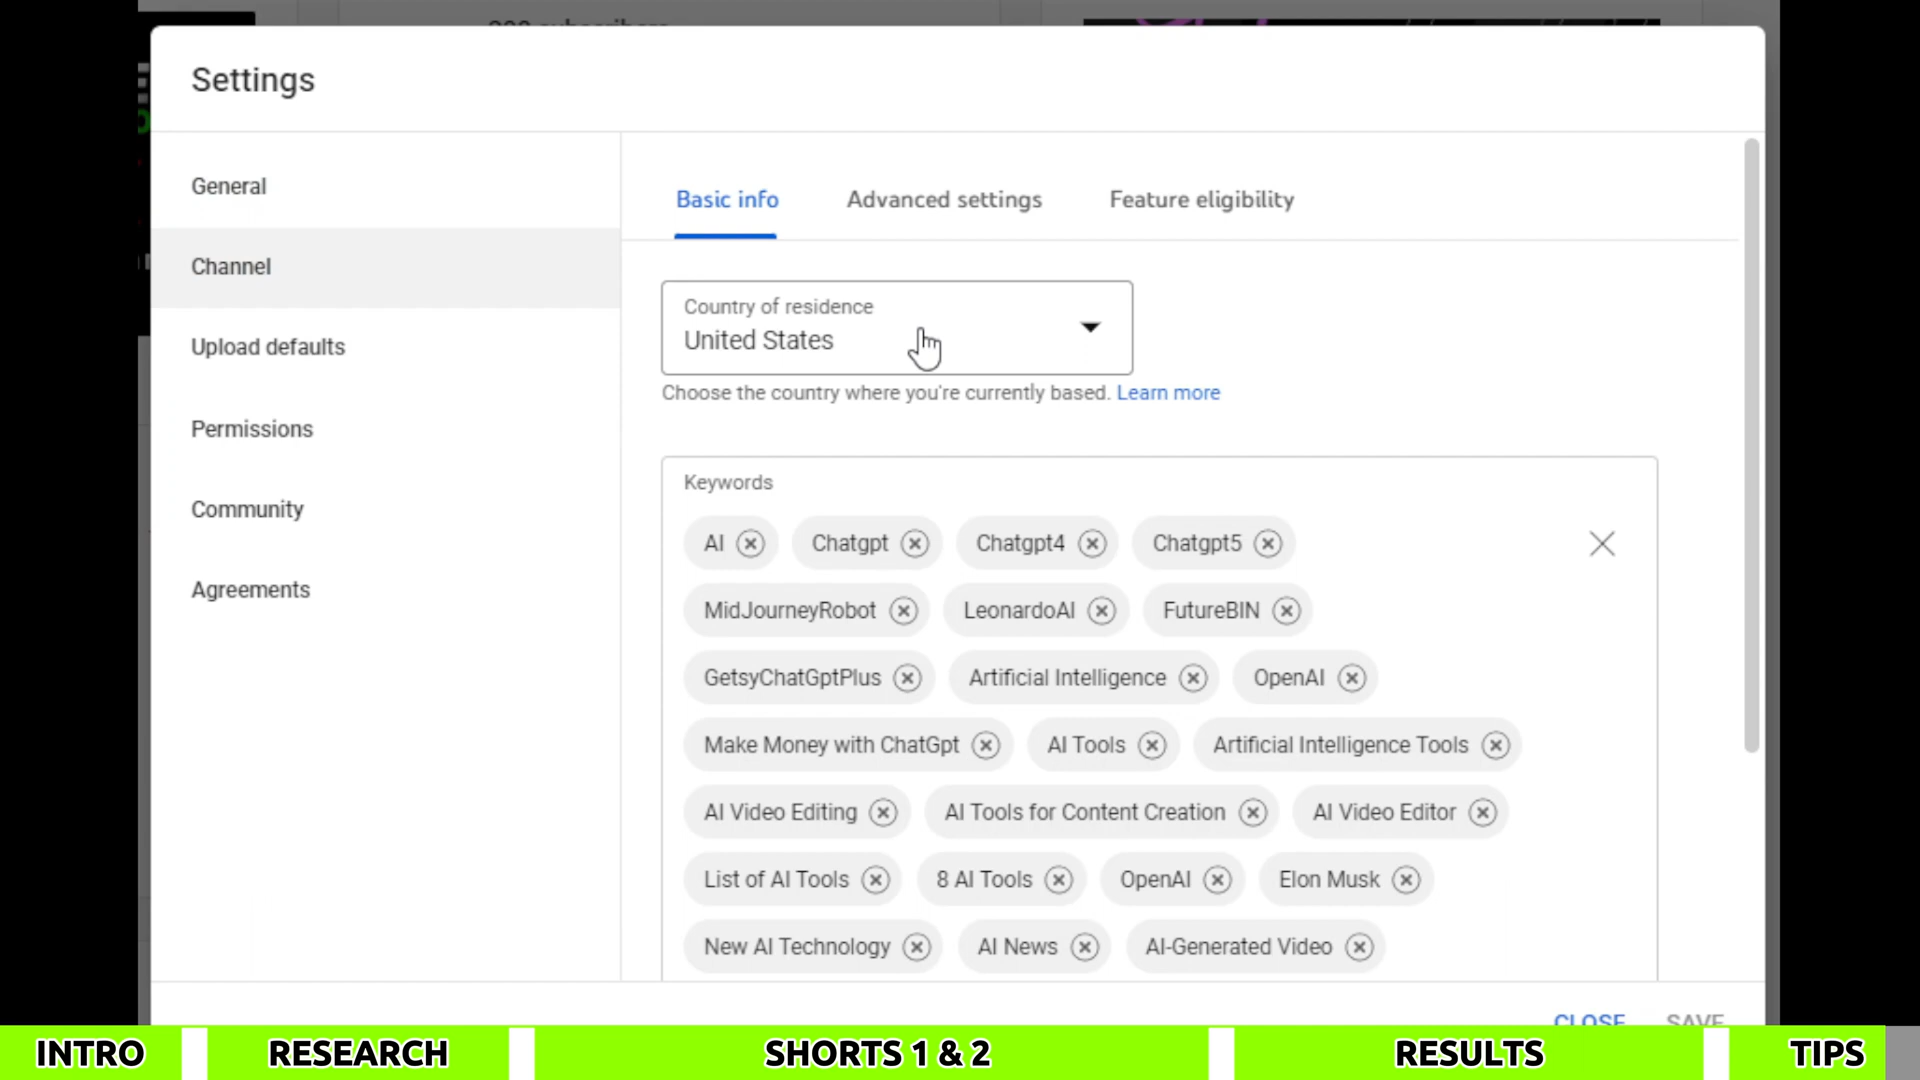 Settings
General
Channel
Upload defaults
Permissions
Community
Agreements
Basic info Advanced settings Feature eligibility
Country of residence
United States
Choose the country where you're currently based. Learn more
Keywords
AI Chatgpt Chatgpt4 Chatgpt5
MidJourneyRobot LeonardoAI FutureBIN
GetsyChatGptPlus Artificial Intelligence OpenAI
Make Money with ChatGpt AI Tools Artificial Intelligence Tools
AI Video Editing AI Tools for Content Creation AI Video Editor
List of AI Tools 8 AI Tools OpenAI Elon Musk
New AI Technology AI News AI-Generated Video
CLOSE SAVE
INTRO RESEARCH SHORTS 1 & 2 RESULTS TIPS